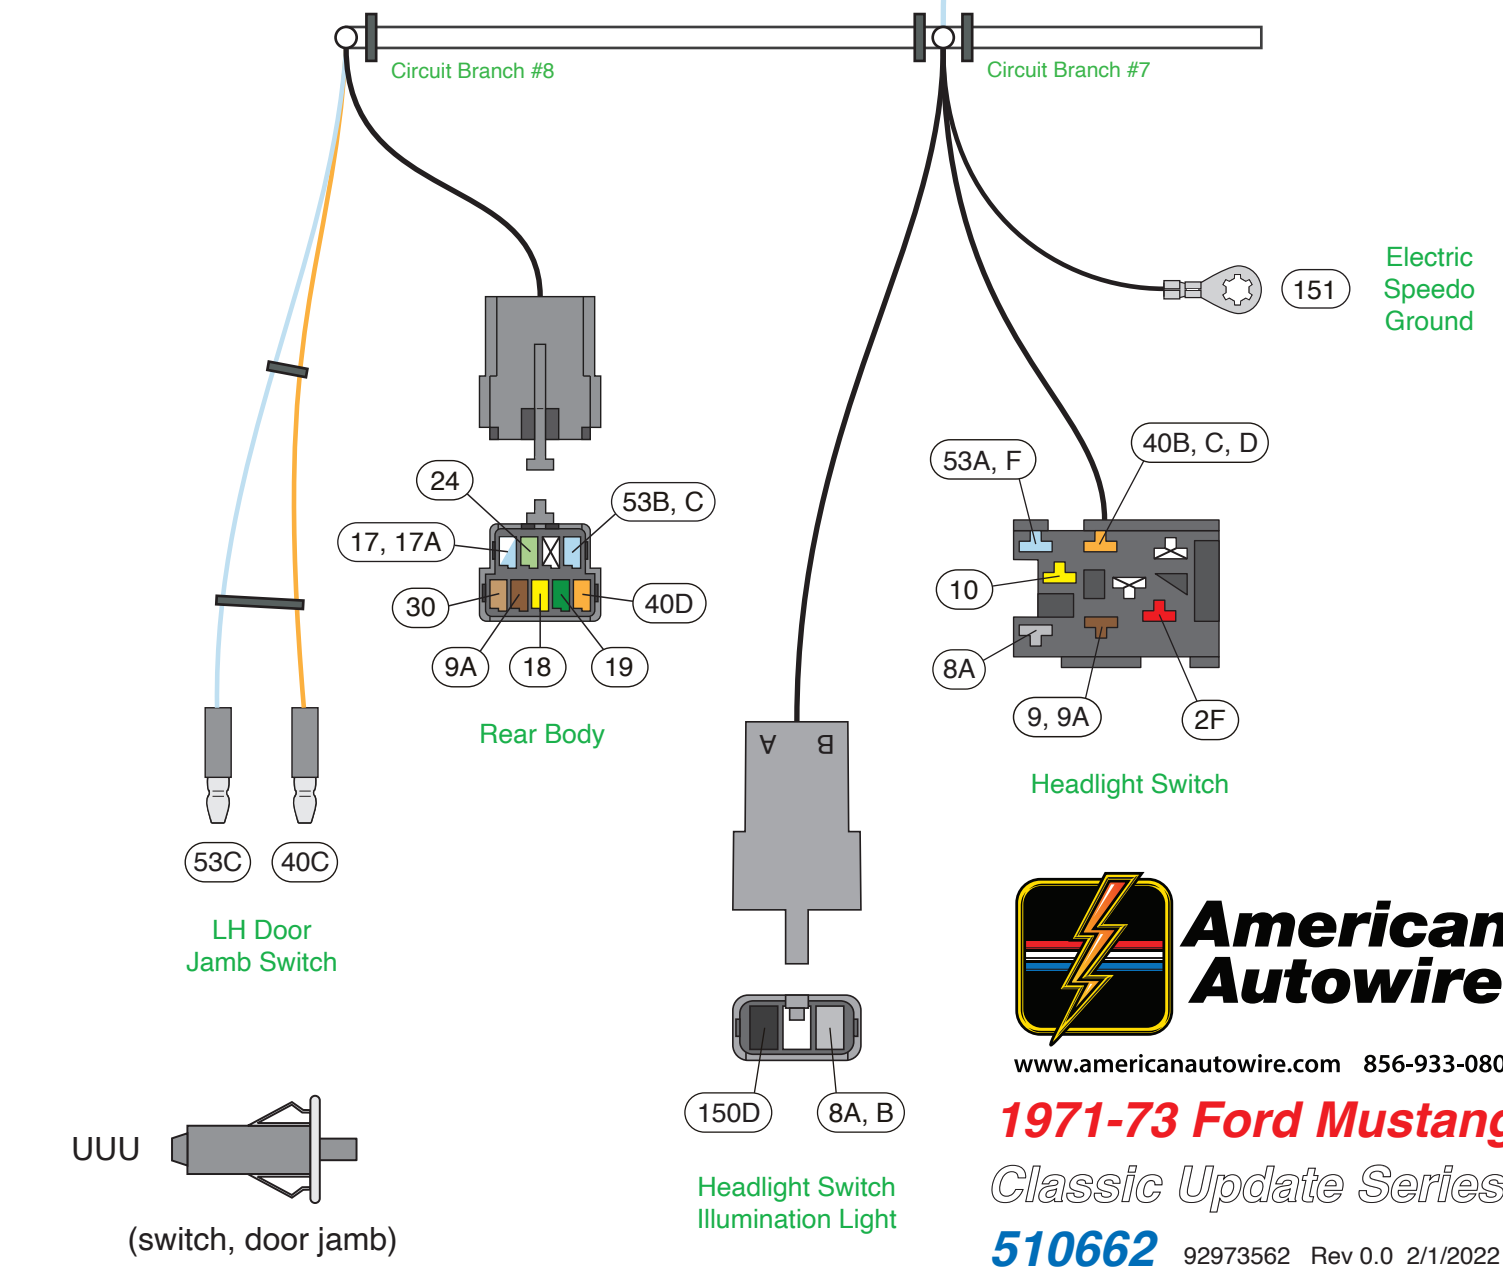 Circuit Branch #8
Circuit Branch #7
Electric
Speedo
Ground
151
53A, F
40B, C, D
24
53B, C
17, 17A
10
30
40D
9A
18
19
8A
9, 9A
2F
Rear Body
Headlight Switch
A
B
53C
40C
LH Door
Jamb Switch
American
Autowire
www.americanautowire.com 856-933-080
150D
8A, B
1971-73 Ford Mustang
UUU
Headlight Switch
Illumination Light
Classic Update Series
(switch, door jamb)
510662 92973562 Rev 0.0 2/1/2022